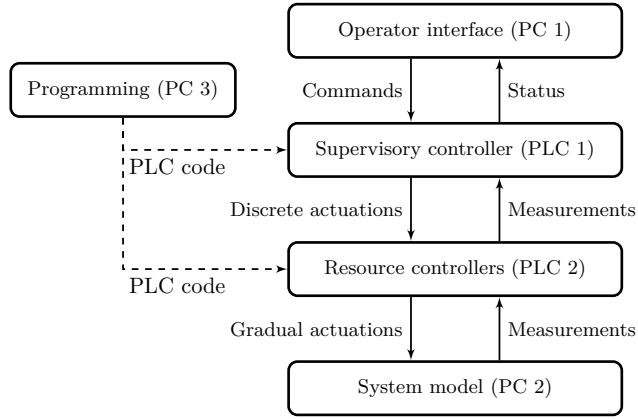 Operator interface (PC 1)
Programming (PC 3)
Commands
Status
Supervisory controller (PLC 1)
PLC code
Discrete actuations
Measurements
Resource controllers (PLC 2)
PLC code
Gradual actuations
Measurements
System model (PC 2)